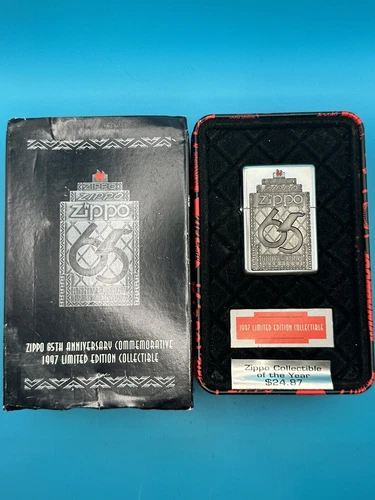 ZIPPO
ZIPPO
Zippo
65
ZIPPO 65TH ANNIVERSARY COMMEMORATIVE
1997 LIMITED EDITION COLLECTIBLE
Zippo
65
ANNIVERSARY
1997 LIMITED EDITION COLLECTIBLE
Zippo Collectible
of the Year
$24.97